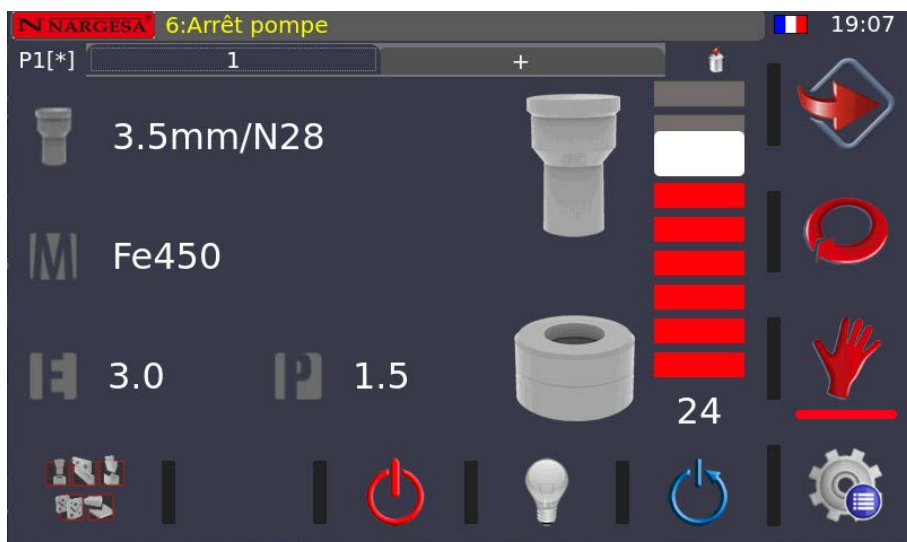 N NARGESA® 6:Arrêt pompe 19:07
P1[*] 1 +
3.5mm/N28
M Fe450
E 3.0 P 1.5
24